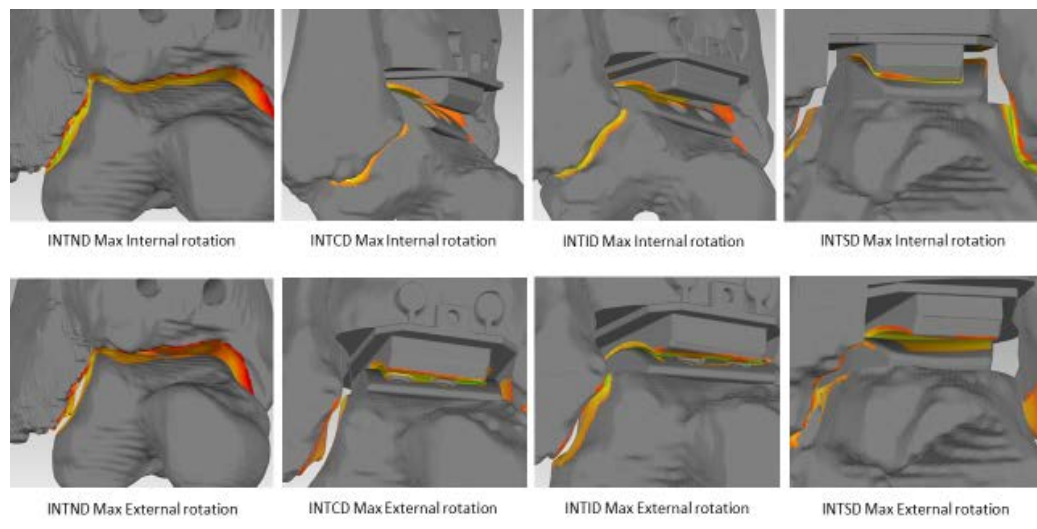 INTND Max Internal rotation
INTCD Max Internal rotation
INTID Max Internal rotation
INTSD Max Internal rotation
INTND Max External rotation
INTCD Max External rotation
INTID Max External rotation
INTSD Max External rotation